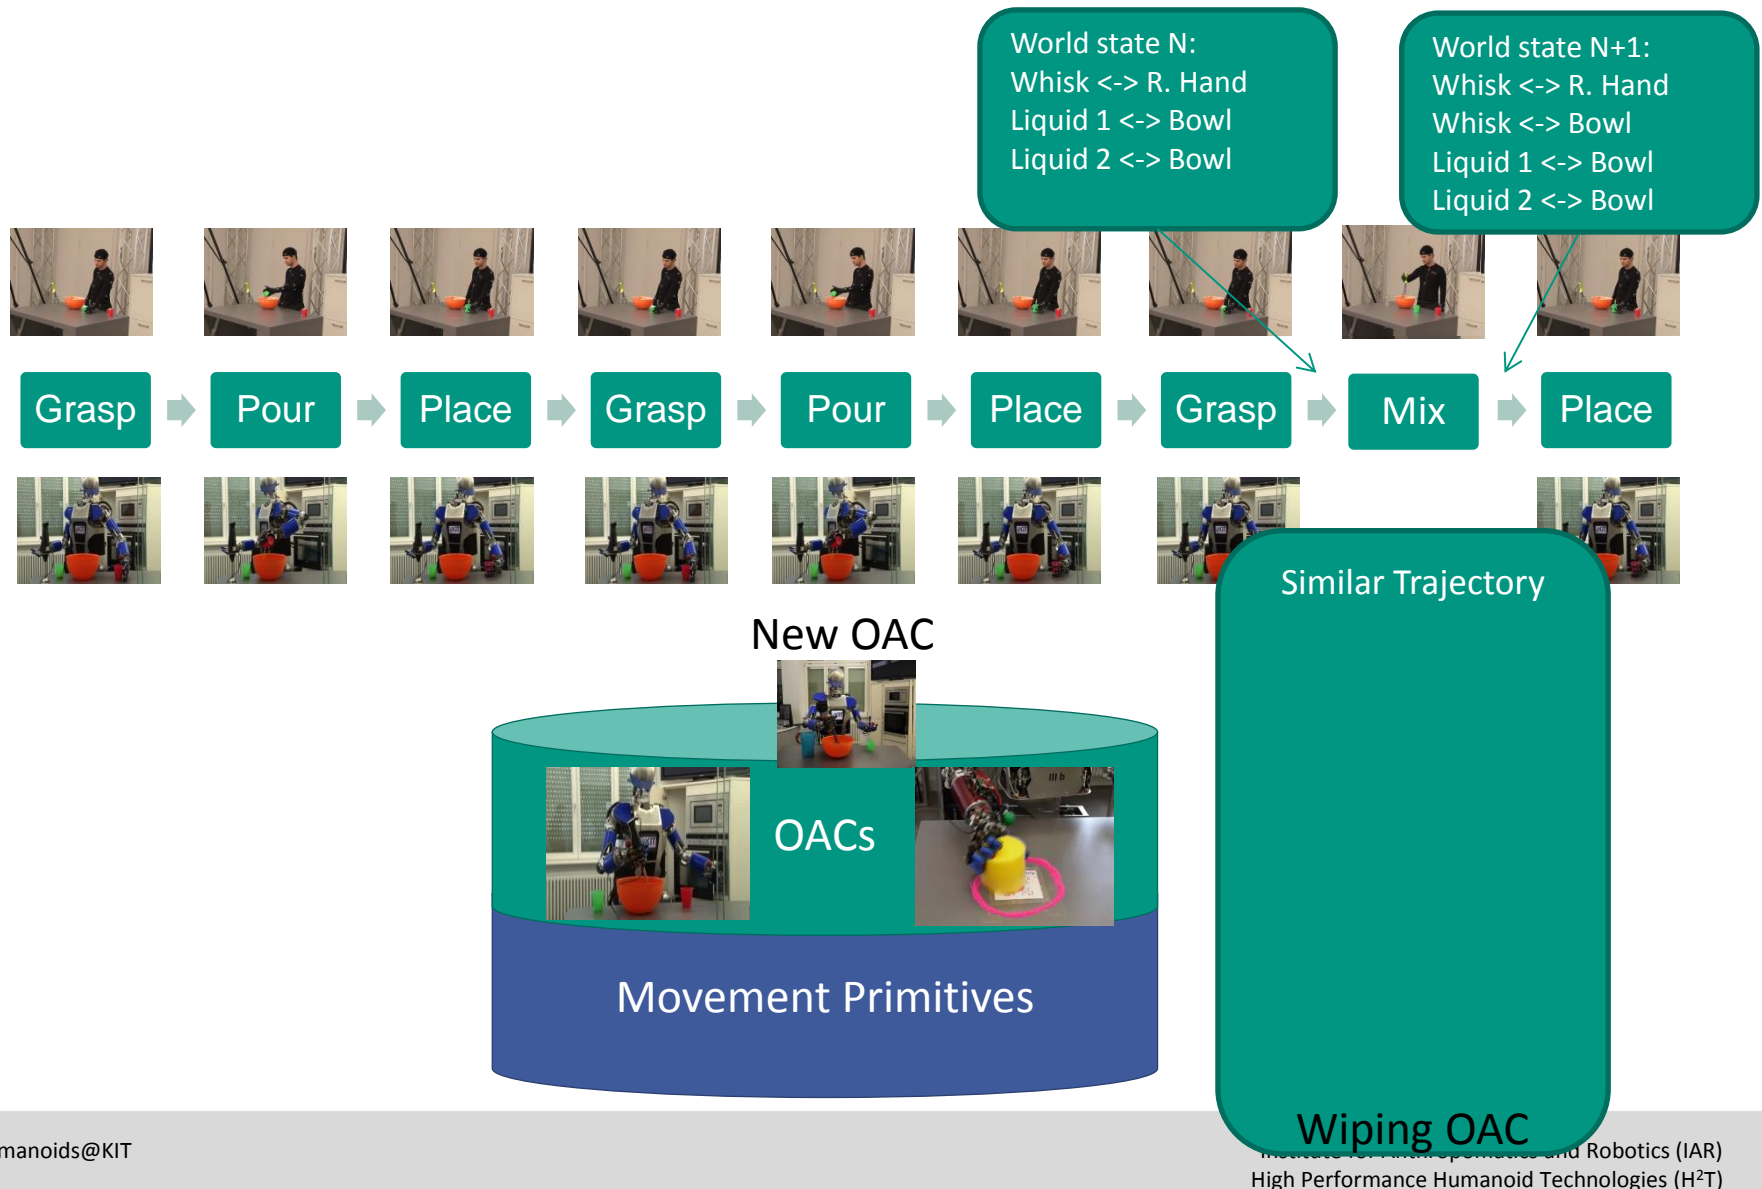 World state N:
Whisk <-> R. Hand
Liquid 1 <-> Bowl
Liquid 2 <-> Bowl
World state N+1:
Whisk <-> R. Hand
Whisk <-> Bowl
Liquid 1 <-> Bowl
Liquid 2 <-> Bowl
Grasp
Pour
Place
Grasp
Pour
Place
Grasp
Mix
Place
Similar Trajectory
New OAC
III b
OACs
Movement Primitives
Wiping OAC
manoids@KIT
and Robotics (IAR)
High Performance Humanoid Technologies (H²T)